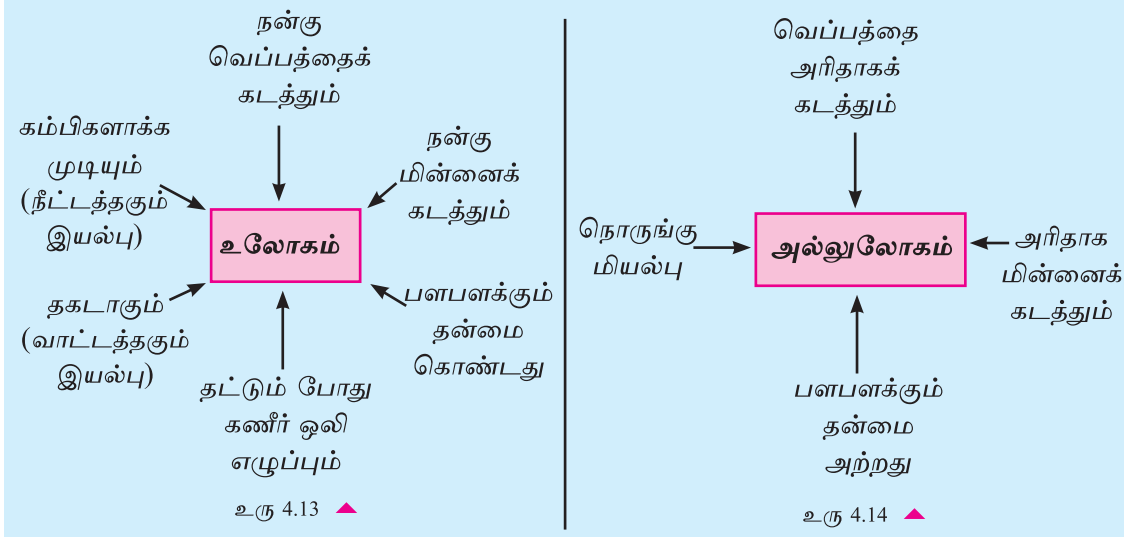 நன்கு
வெப்பத்தைக்
கடத்தும்
கம்பிகளாக்க
முடியும்
(நீட்டத்தகும்
இயல்பு)
நன்கு
மின்னைக்
கடத்தும்
உலோகம்
தகடாகும்
(வாட்டத்தகும்
இயல்பு)
பளபளக்கும்
தன்மை
கொண்டது
தட்டும் போது
கணீர் ஒலி
எழுப்பும்
உரு 4.13
வெப்பத்தை
அரிதாகக்
கடத்தும்
நொருங்கு
மியல்பு
அல்லுலோகம்
அரிதாக
மின்னைக்
கடத்தும்
பளபளக்கும்
தன்மை
அற்றது
உரு 4.14